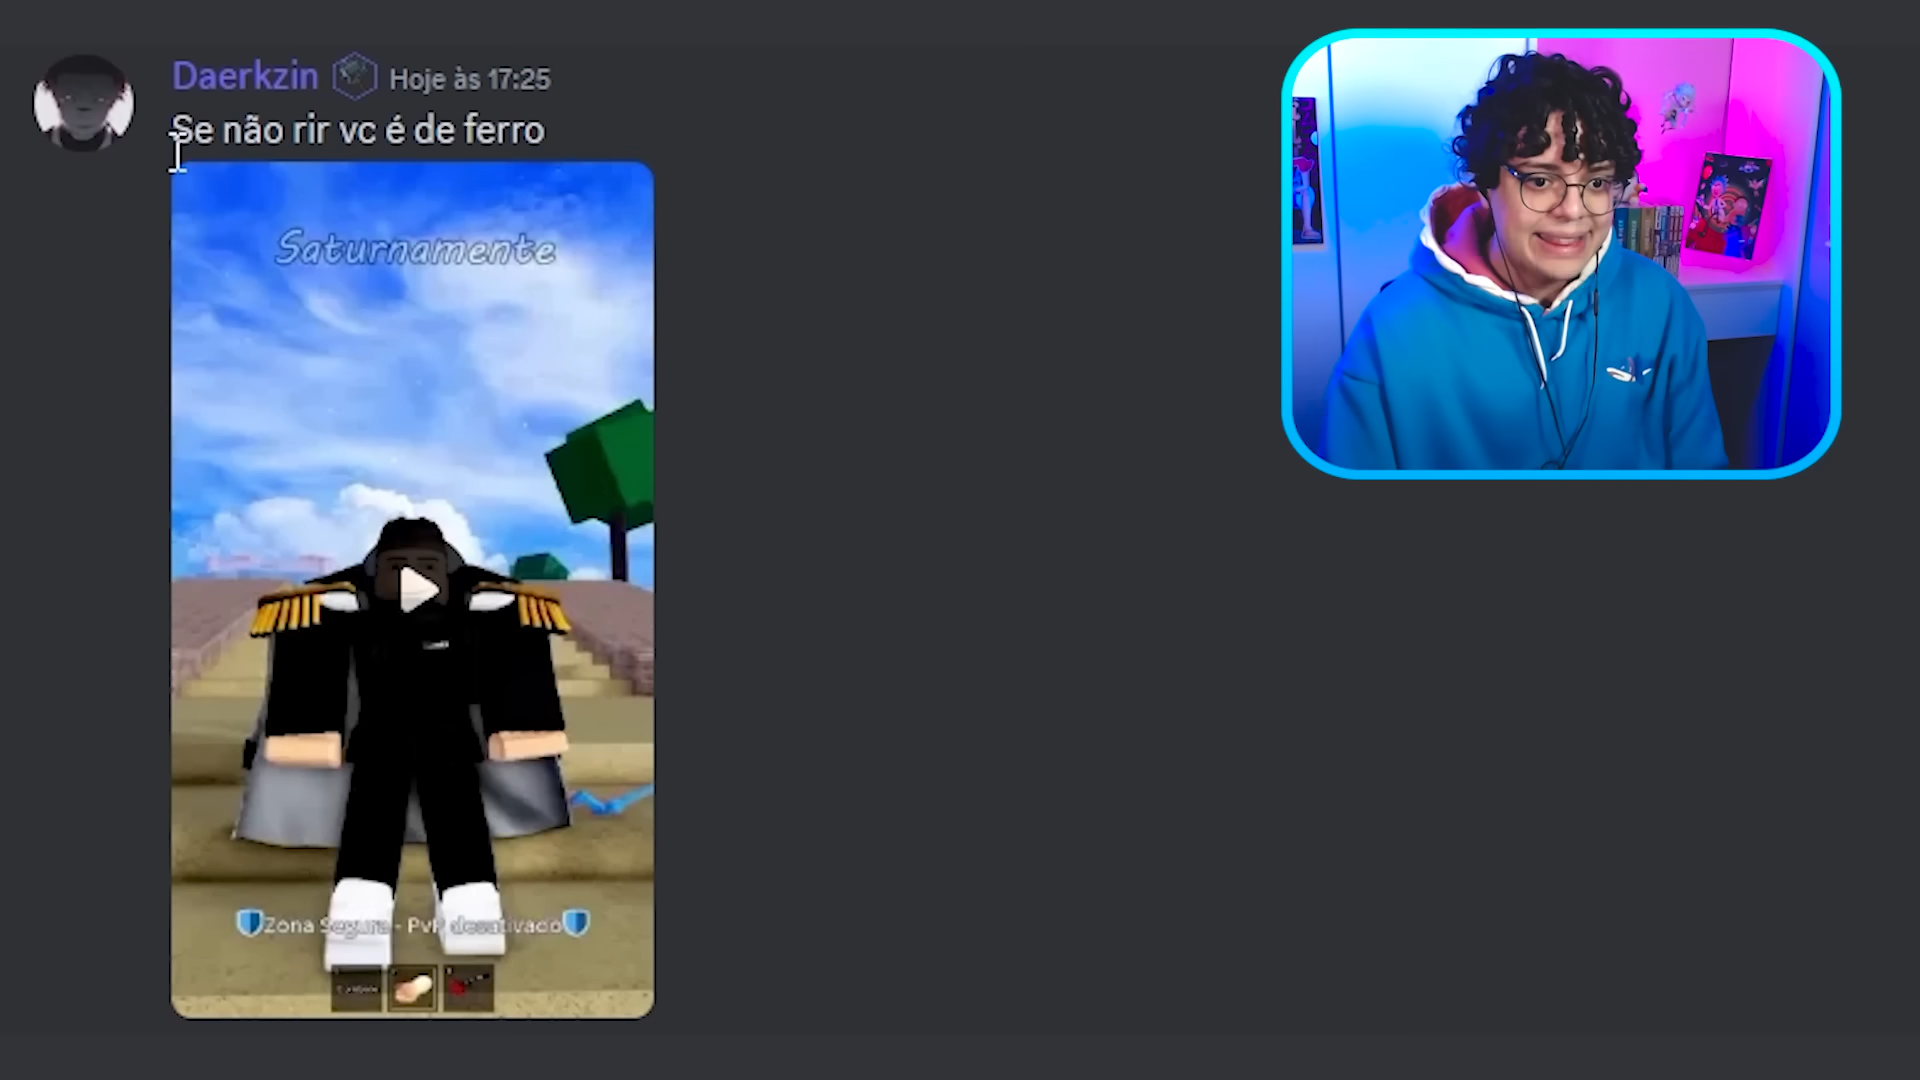 Daerkzin Hoje às 17:25
Se não rir vc é de ferro
Saturnamente
Zona Segura - PvP desativado